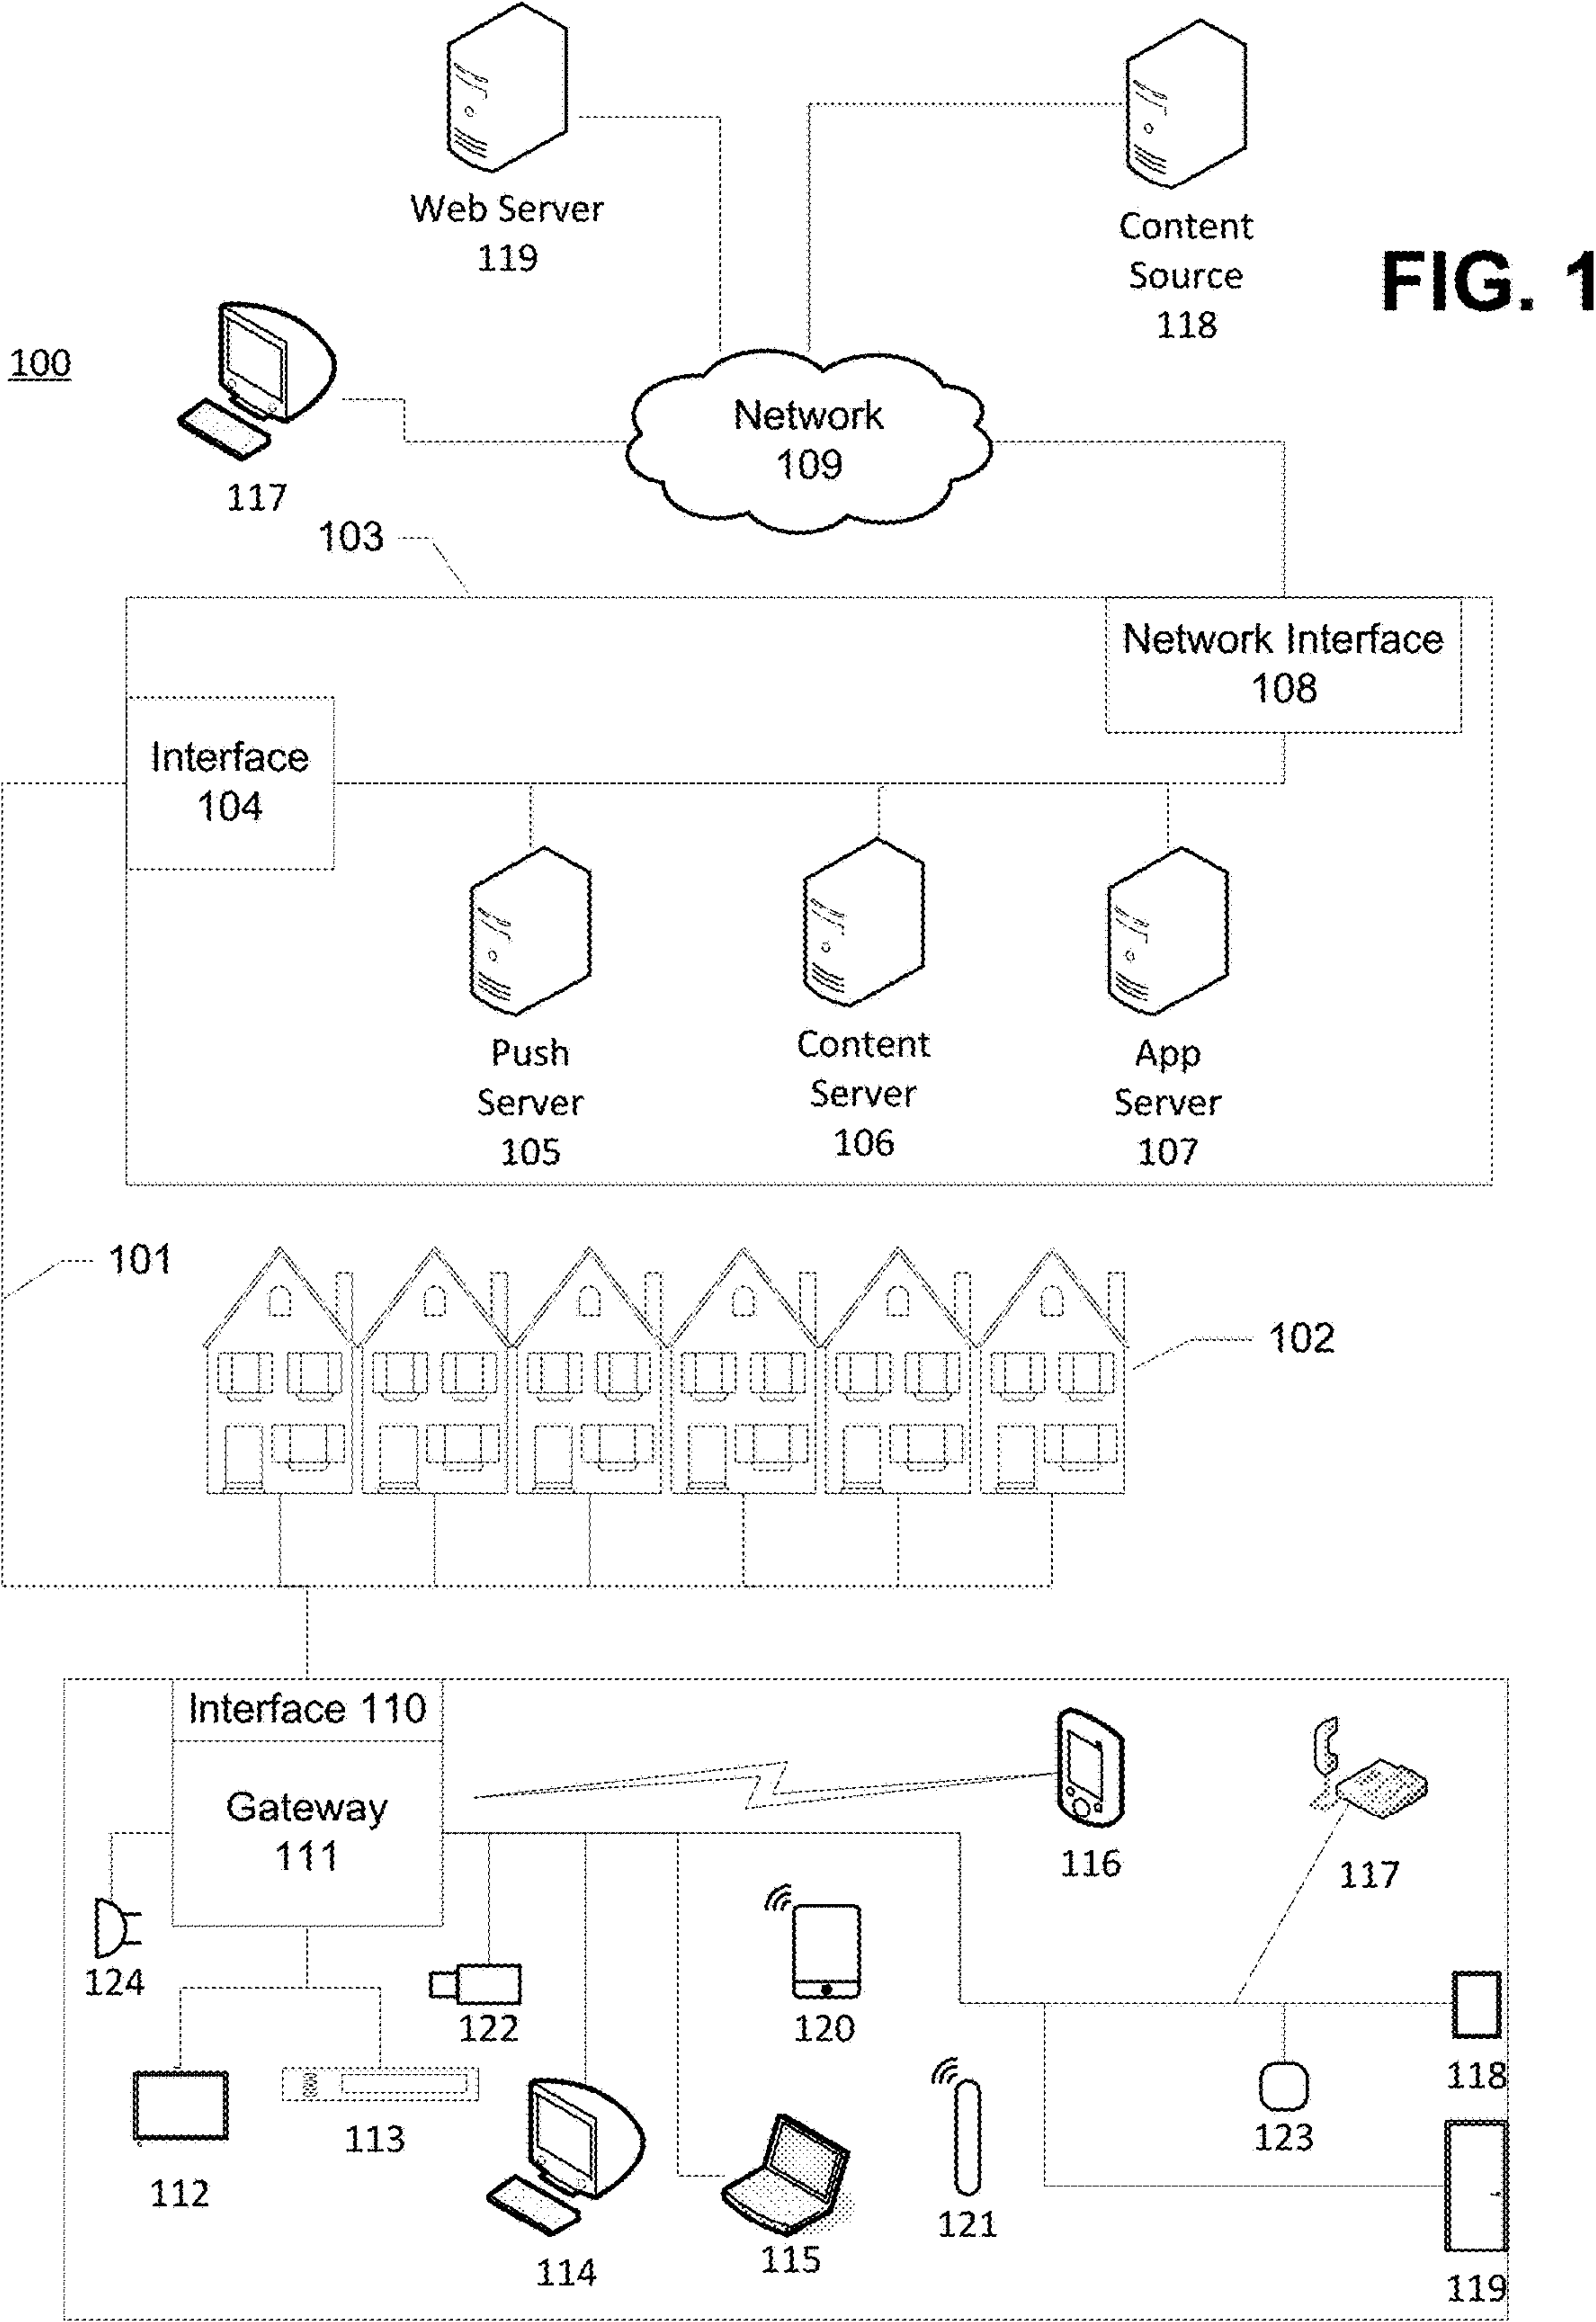 Web Server
119
Content
Source
118
FIG. 1
100
117
Network
109
103
Network Interface
108
Interface
104
Push
Server
105
Content
Server
106
App
Server
107
101
102
Interface 110
Gateway
111
116
117
124
122
120
118
112
113
114
115
121
123
119